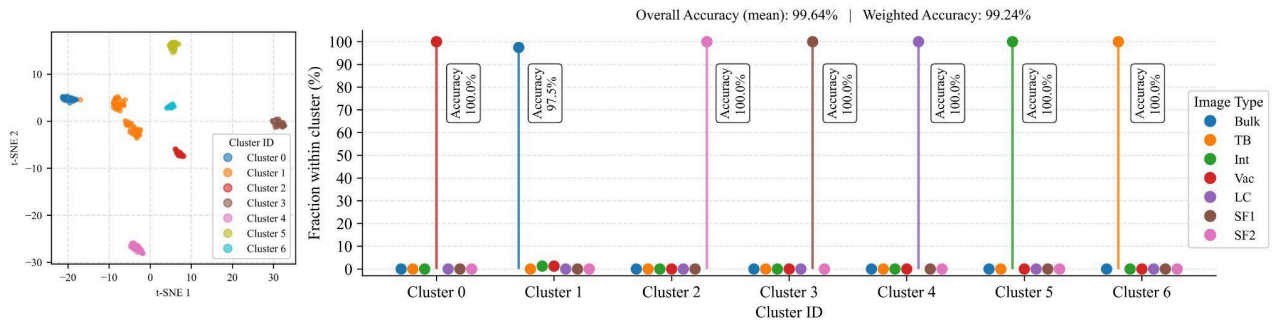 Overall Accuracy (mean): 99.64% | Weighted Accuracy: 99.24%
t-SNE 2
10
0
−10
−20
−30
−20
−10
0
10
20
30
t-SNE 1
Cluster ID
Cluster 0
Cluster 1
Cluster 2
Cluster 3
Cluster 4
Cluster 5
Cluster 6
Fraction within cluster (%)
100
90
80
70
60
50
40
30
20
10
0
Accuracy
100.0%
Accuracy
97.5%
Accuracy
100.0%
Accuracy
100.0%
Accuracy
100.0%
Accuracy
100.0%
Accuracy
100.0%
Cluster 0
Cluster 1
Cluster 2
Cluster 3
Cluster 4
Cluster 5
Cluster 6
Cluster ID
Image Type
Bulk
TB
Int
Vac
LC
SF1
SF2